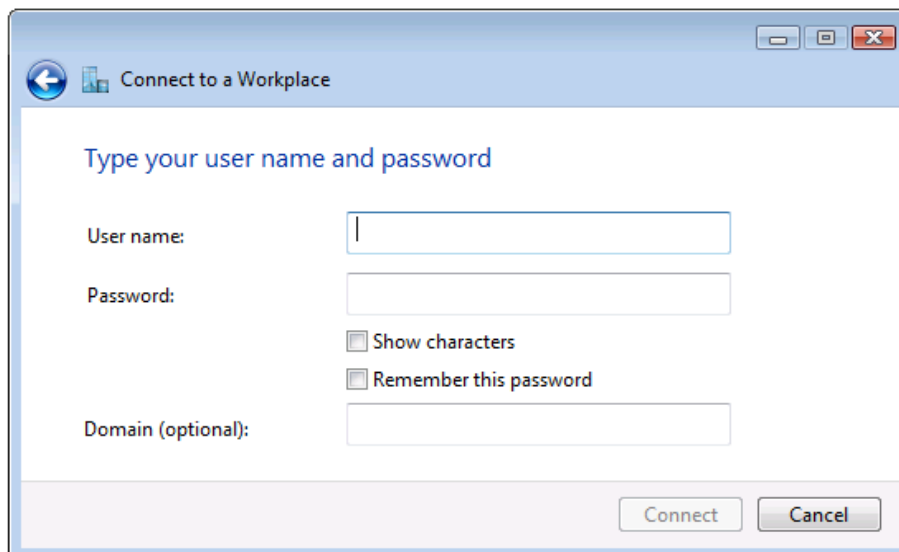 Connect to a Workplace
Type your user name and password
User name:
Password:
Show characters
Remember this password
Domain (optional):
Connect Cancel